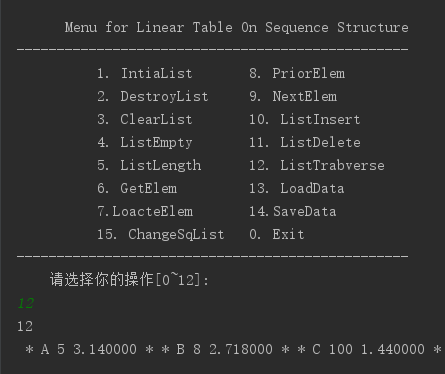 Menu for Linear Table On Sequence Structure
-------------------------------------------------
1. IntiaList 8. PriorElem
2. DestroyList 9. NextElem
3. ClearList 10. ListInsert
4. ListEmpty 11. ListDelete
5. ListLength 12. ListTrabverse
6. GetElem 13. LoadData
7.LoacteElem 14.SaveData
15. ChangeSqList 0. Exit
-------------------------------------------------
请选择你的操作[0~12]:
12
12
* A 5 3.140000 * * B 8 2.718000 * * C 100 1.440000 *